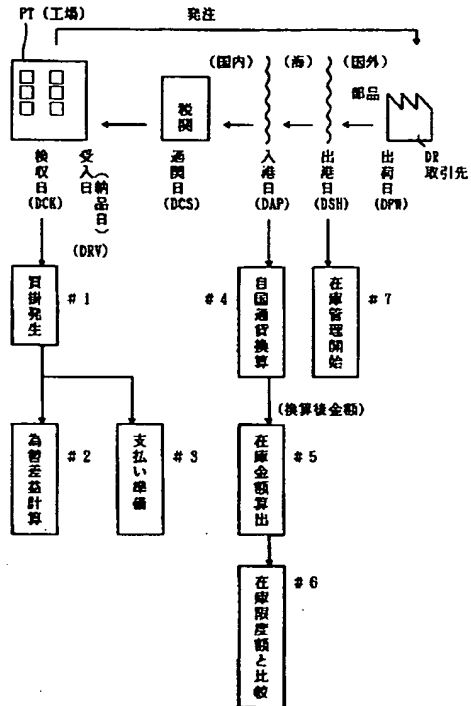 PT(工場)
発注
(国内)
(海)
(国外)
部品
税関
DR
取引先
検収日(DCK)
受入日(納品日)(DRV)
通関日(DCS)
入港日(DAP)
出港日(DSH)
出荷日(DPW)
買掛発生
#1
#4
自国通貨換算
在庫管理開始
#7
(換算後金額)
為替差益計算
#2
支払い準備
#3
在庫金額算出
#5
在庫限度額と比較
#6